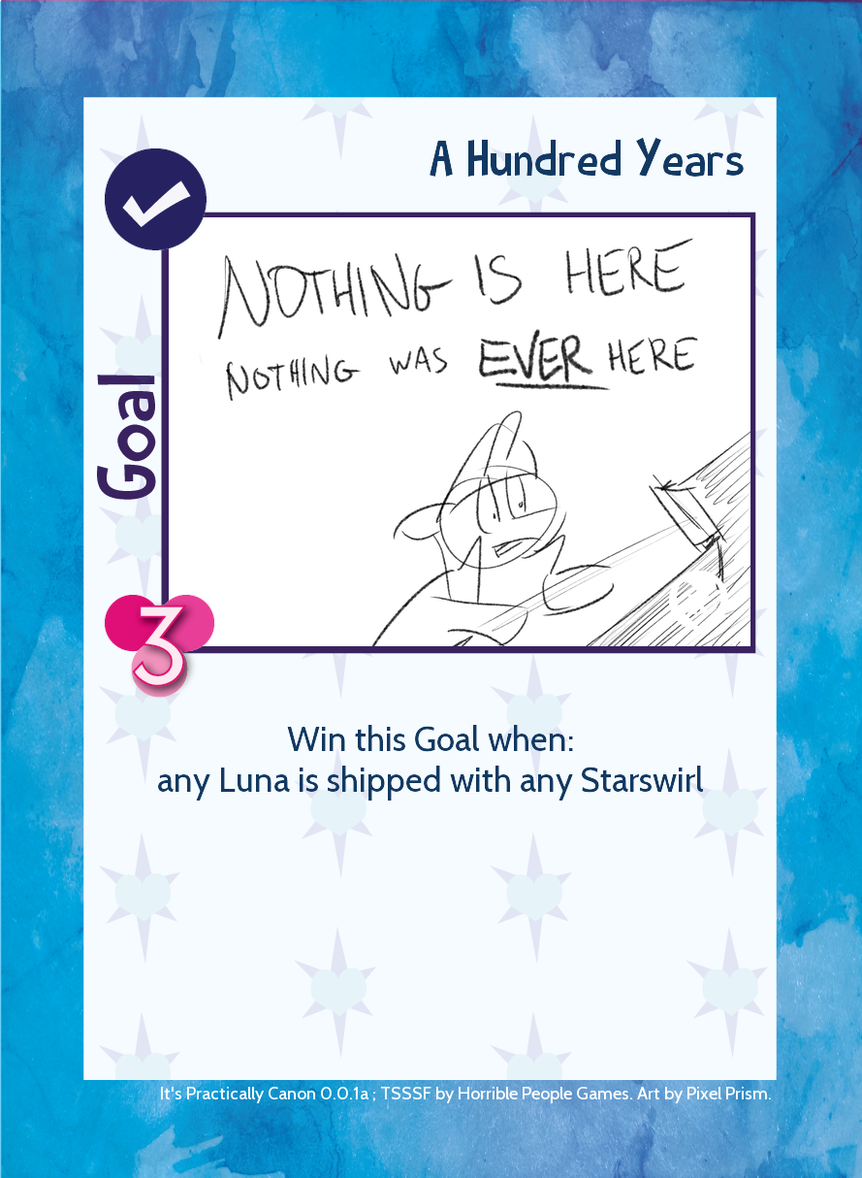 A Hundred Years
NOTHING IS HERE
NOTHING WAS EVER HERE
Goal
3
Win this Goal when:
any Luna is shipped with any Starswirl
It's Practically Canon 0.0.1a ; TSSSF by Horrible People Games. Art by Pixel Prism.